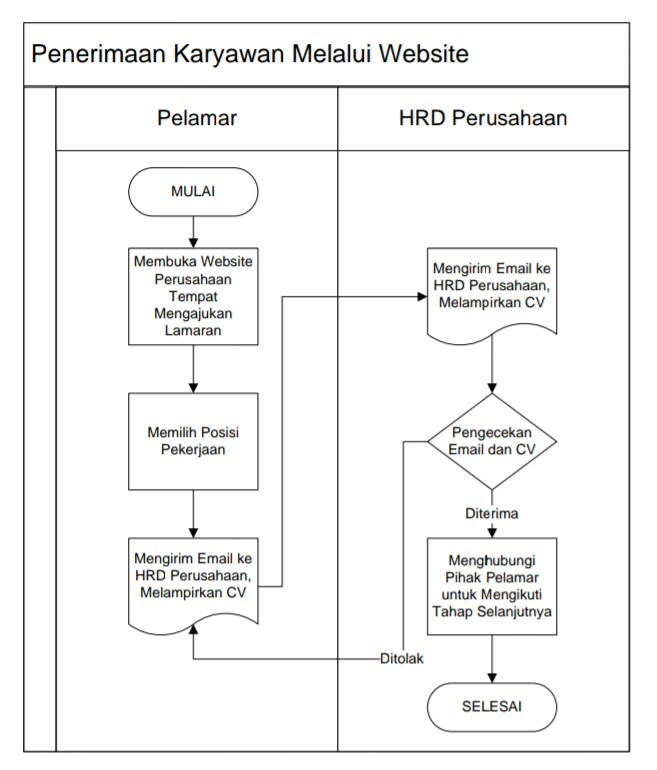 Penerimaan Karyawan Melalui Website
Pelamar
HRD Perusahaan
MULAI
Membuka Website
Perusahaan
Tempat
Mengajukan
Lamaran
Memilih Posisi
Pekerjaan
Mengirim Email ke
HRD Perusahaan,
Melampirkan CV
Mengirim Email ke
HRD Perusahaan,
Melampirkan CV
Pengecekan
Email dan CV
Diterima
Ditolak
Menghubungi
Pihak Pelamar
untuk Mengikuti
Tahap Selanjutnya
SELESAI